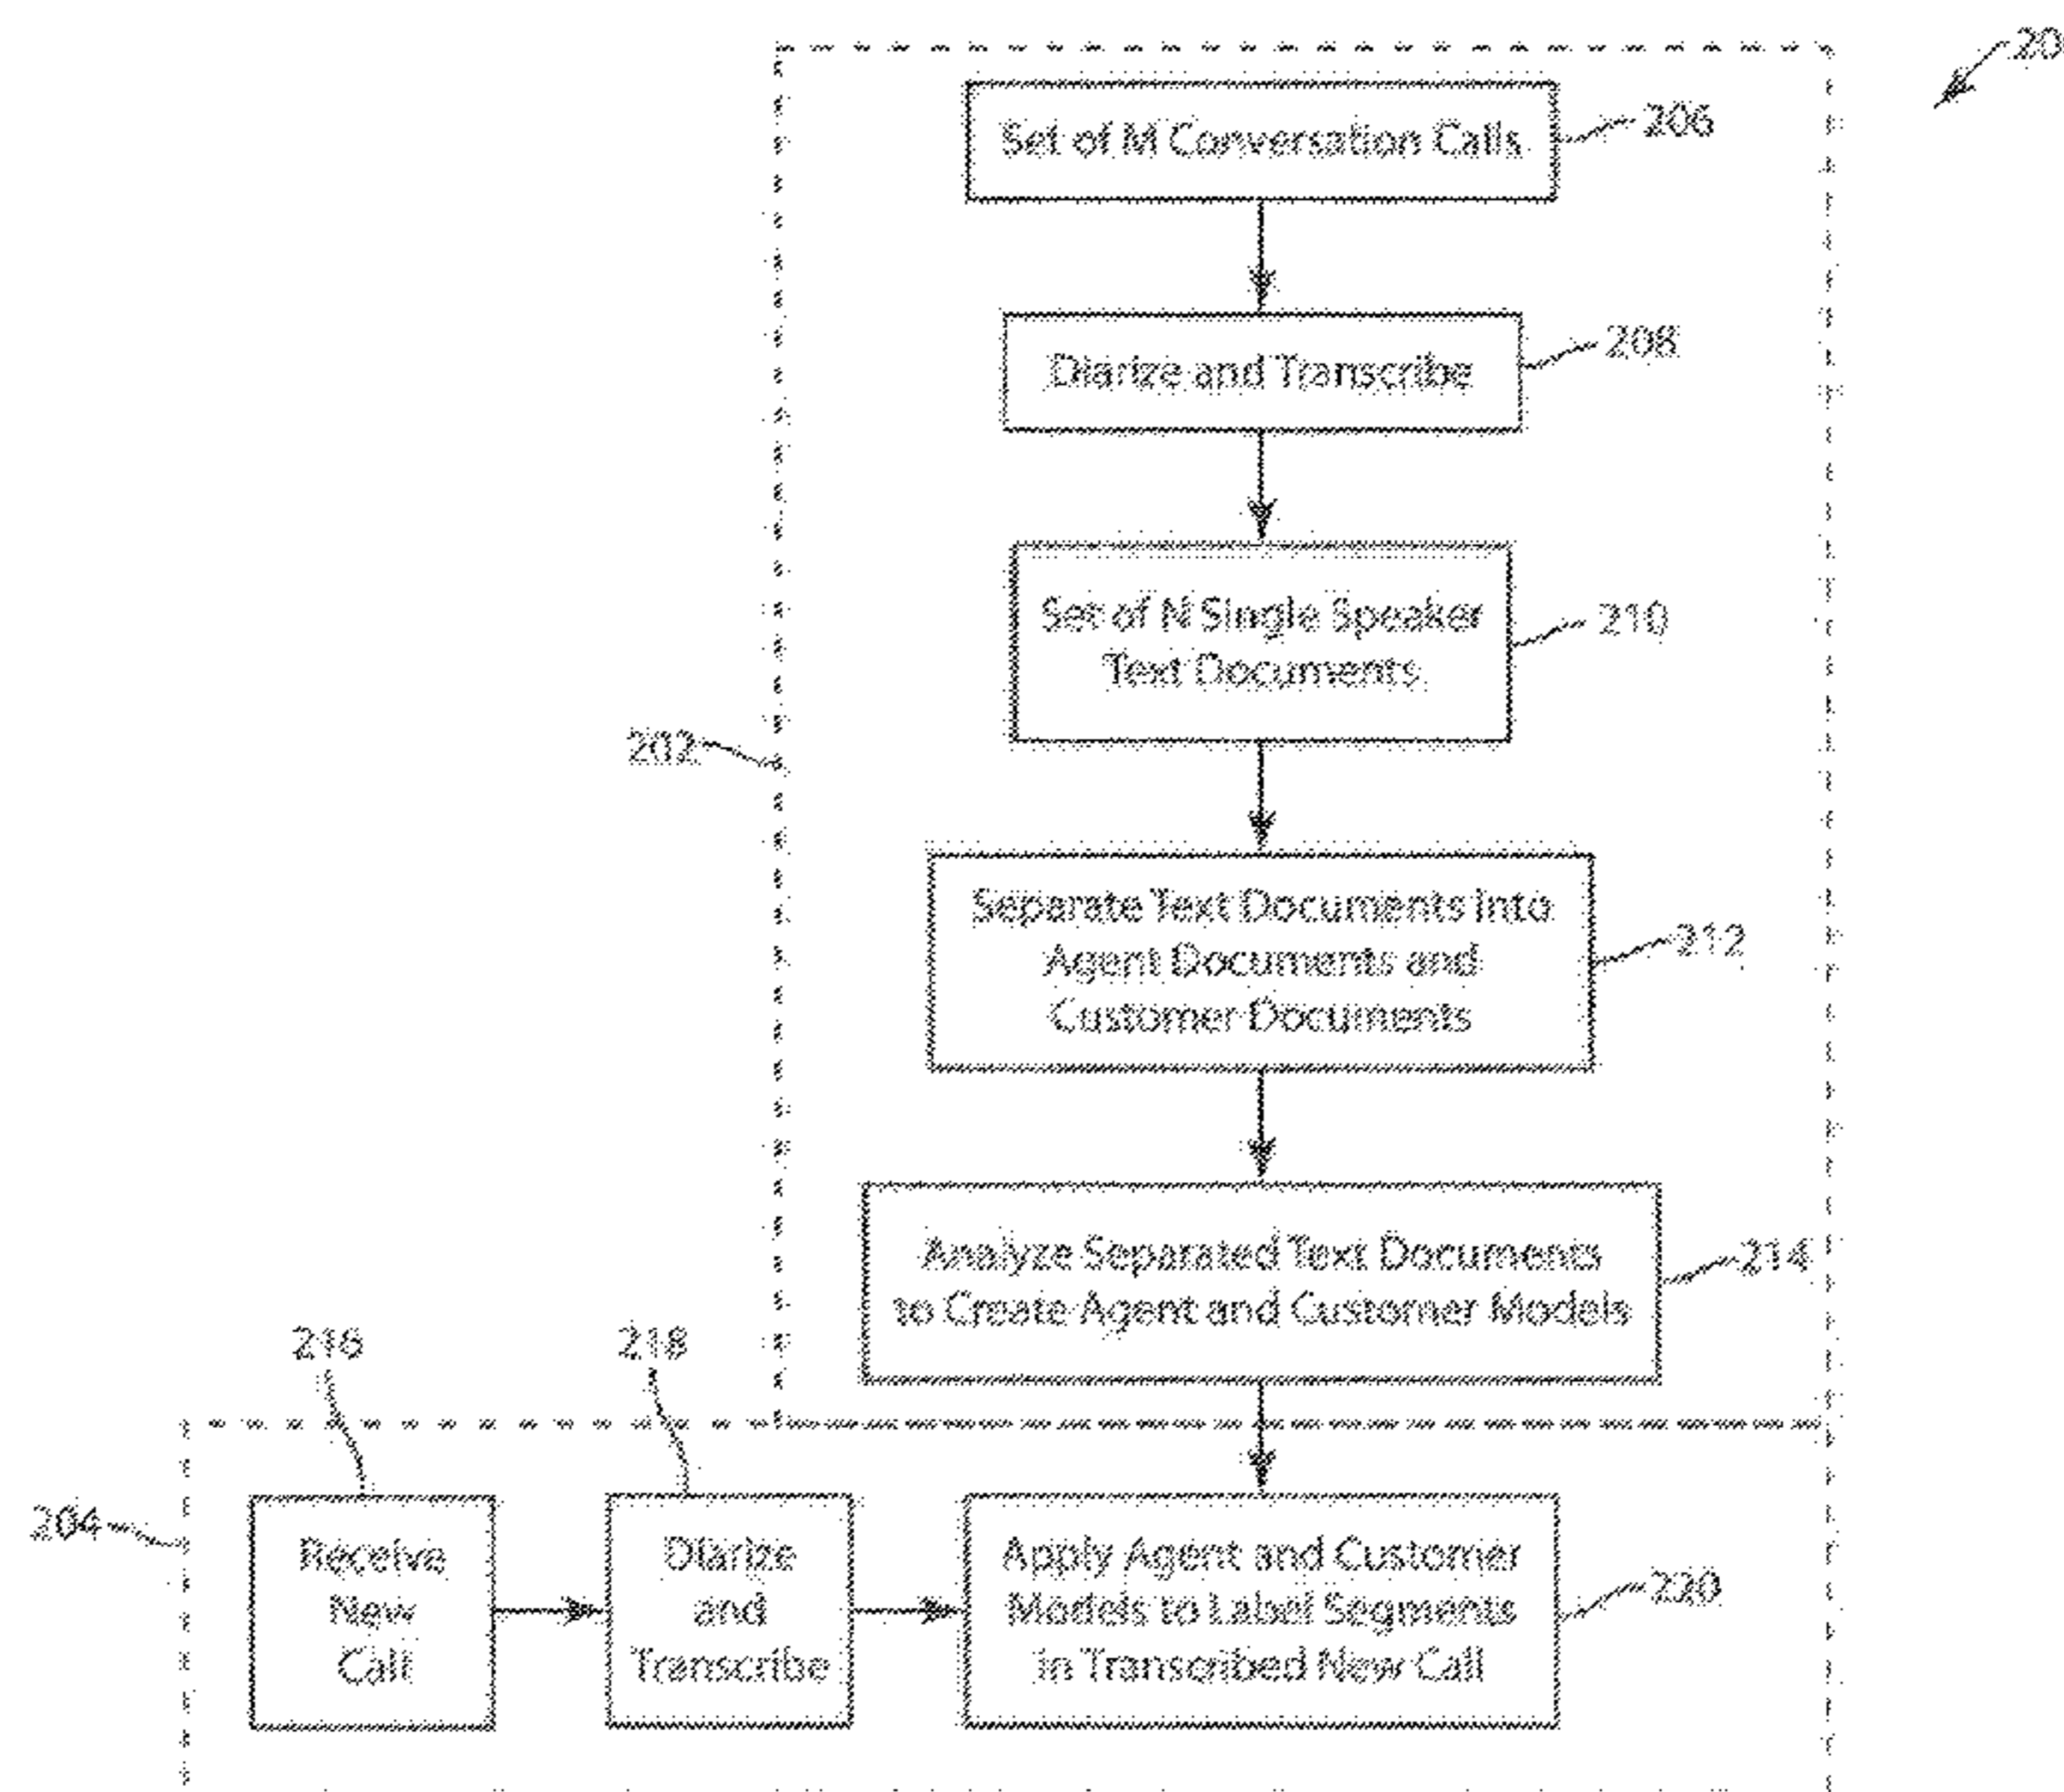 206
Set of M Conversation Calls
208
Diarize and Transcribe
210
Set of N Single Speaker
Text Documents
202
Separate Text Documents into
Agent Documents and
Customer Documents
212
Analyze Separated Text Documents
to Create Agent and Customer Models
214
216
218
204
Receive
New
Call
Diarize
and
Transcribe
Apply Agent and Customer
Models to Label Segments
in Transcribed New Call
220